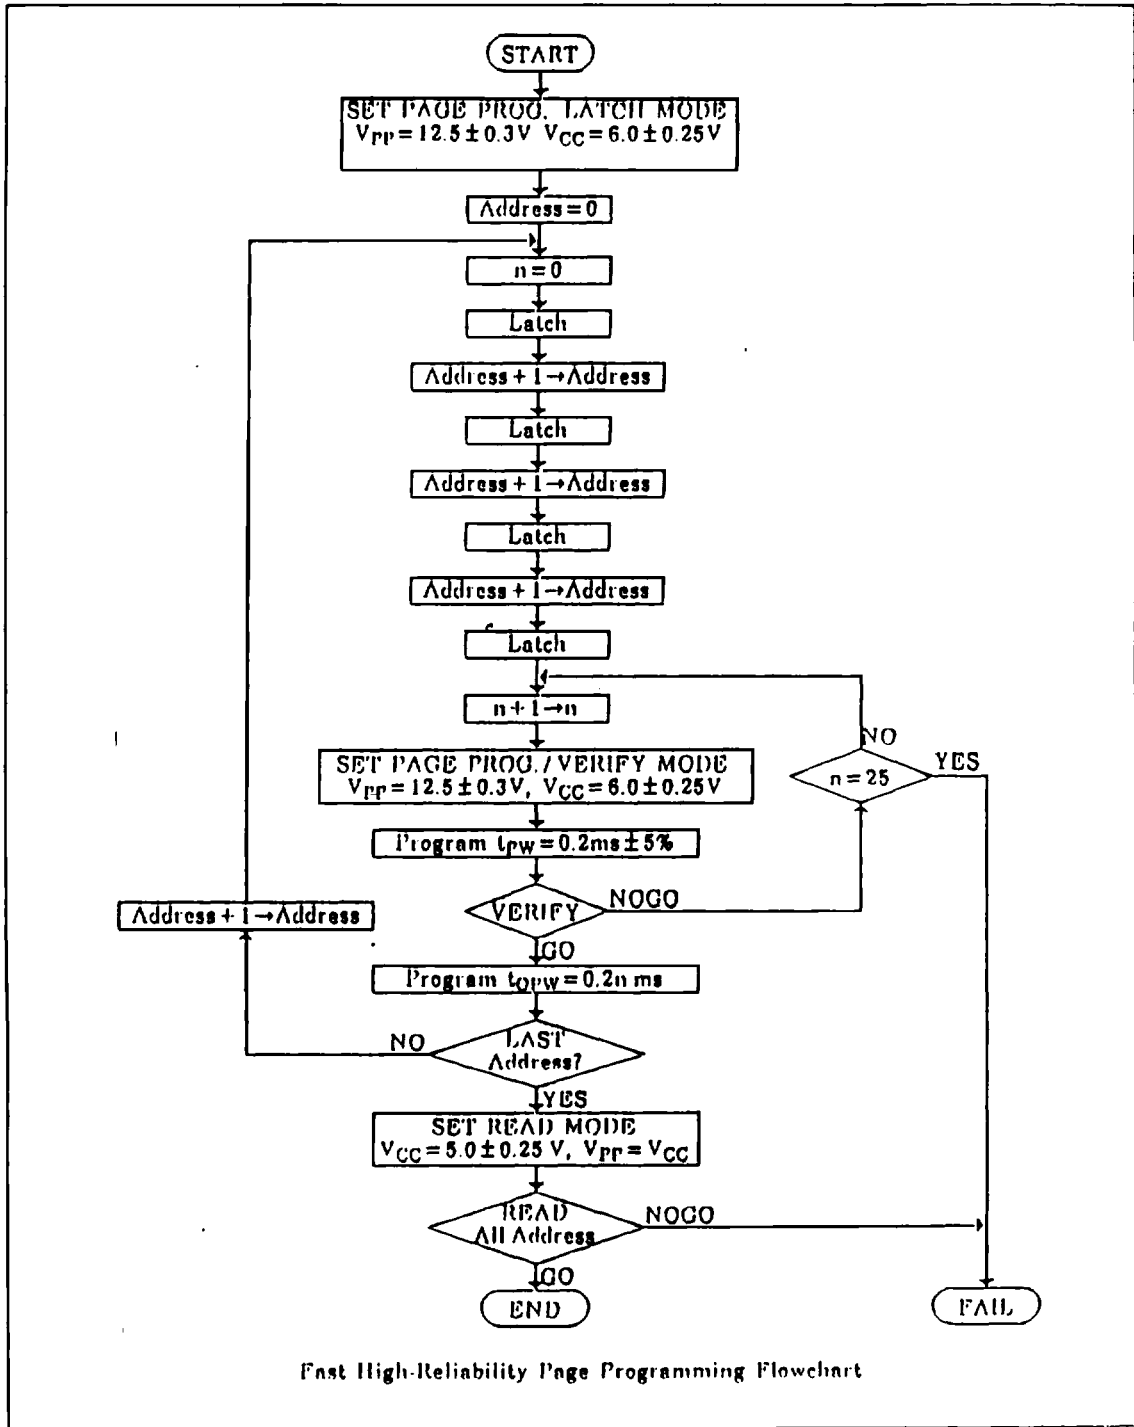 START
SET PAGE PROG. LATCH MODE
VPP = 12.5 ± 0.3V VCC = 6.0 ± 0.25V
Address = 0
n = 0
Latch
Address + 1 → Address
Latch
Address + 1 → Address
Latch
Address + 1 → Address
Latch
n + 1 → n
SET PAGE PROG./VERIFY MODE
VPP = 12.5 ± 0.3V, VCC = 6.0 ± 0.25V
NO
n = 25
YES
Program tPW = 0.2ms ± 5%
VERIFY
NOGO
Address + 1 → Address
GO
Program tOPW = 0.2n ms
NO
LAST
Address?
YES
SET READ MODE
VCC = 5.0 ± 0.25 V, VPP = VCC
READ
All Address
NOGO
GO
END
FAIL
Fast High-Reliability Page Programming Flowchart